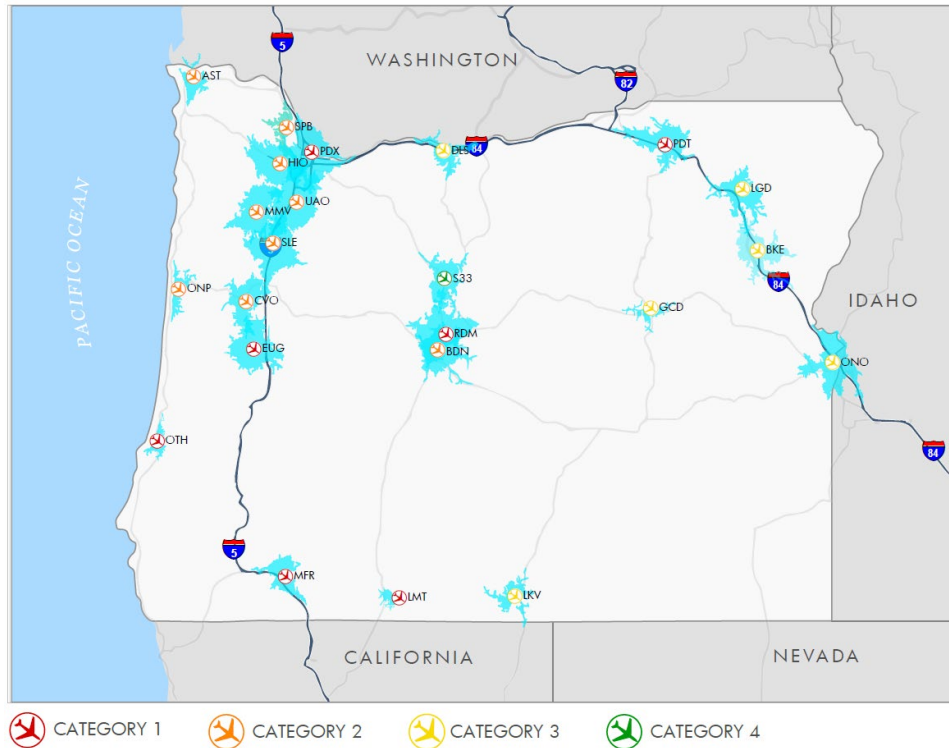 5
WASHINGTON
82
AST
SPB
PDX
HIO
DLS
84
PDT
UAO
MMV
LGD
SLE
BKE
84
PACIFIC OCEAN
ONP
CVO
S33
GCD
IDAHO
RDM
EUG
BDN
ONO
OTH
84
5
MFR
LMT
LKV
CALIFORNIA
NEVADA
CATEGORY 1
CATEGORY 2
CATEGORY 3
CATEGORY 4